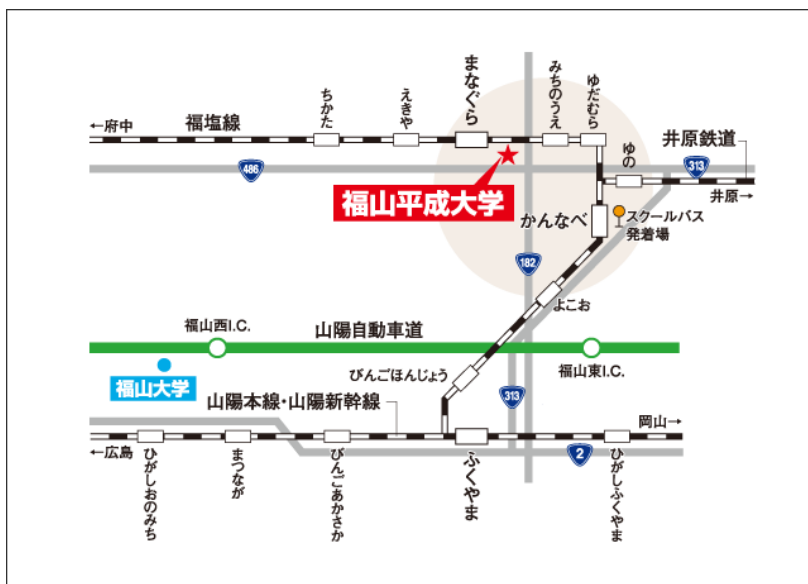 ちかた
えきや
まなぐら
みちのうえ
ゆだむら
←府中
福塩線
井原鉄道
486
ゆの
313
井原→
福山平成大学
かんなべ
スクールバス
発着場
182
よこお
福山西I.C.
山陽自動車道
福山東I.C.
福山大学
びんごほんじょう
313
山陽本線・山陽新幹線
岡山→
←広島
2
ひがしおのみち
まつなが
びんごあかさか
ふくやま
ひがしふくやま